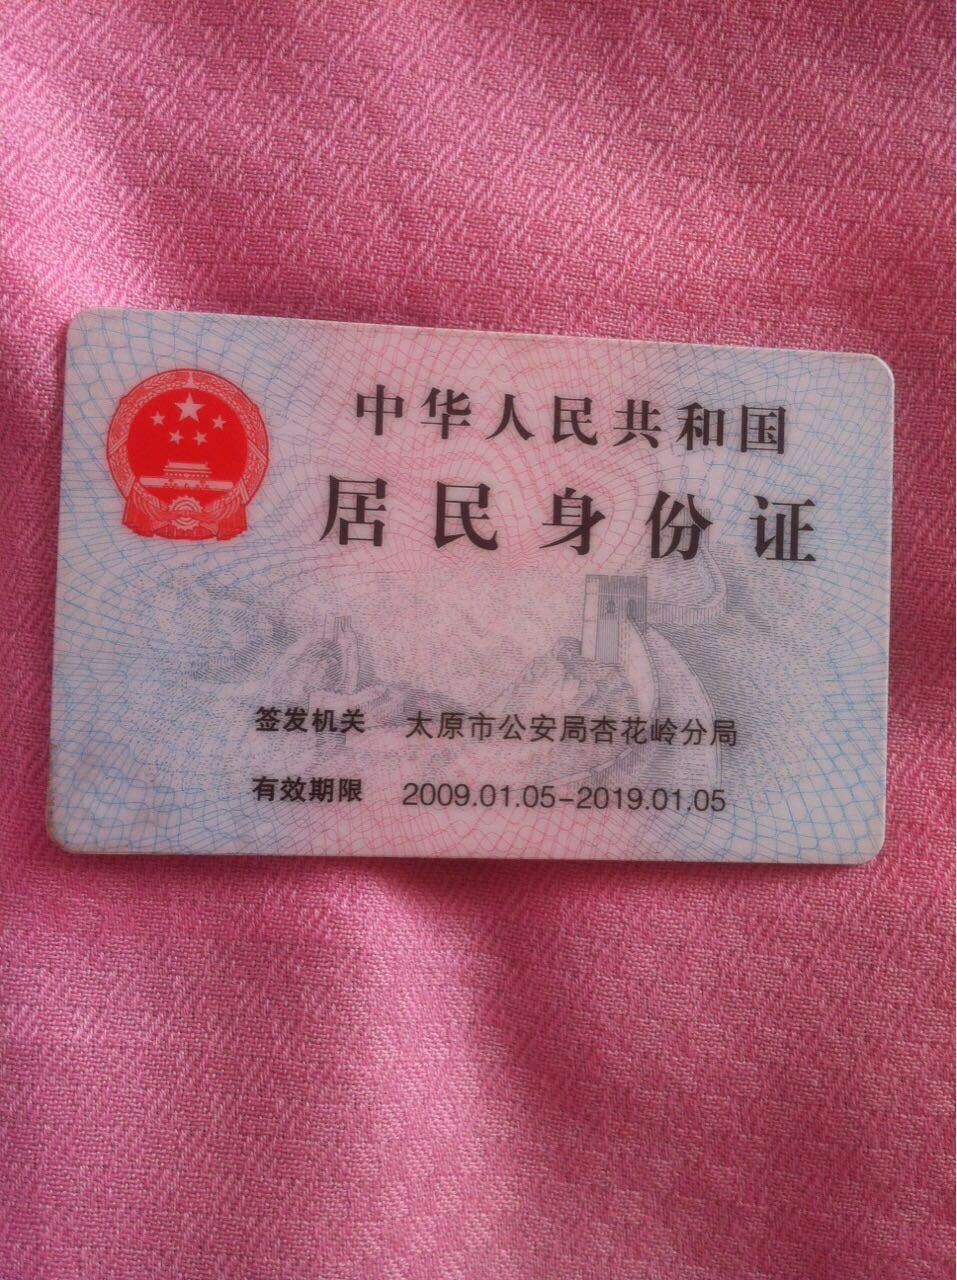 中华人民共和国
居民身份证
签发机关 太原市公安局杏花岭分局
有效期限 2009.01.05-2019.01.05